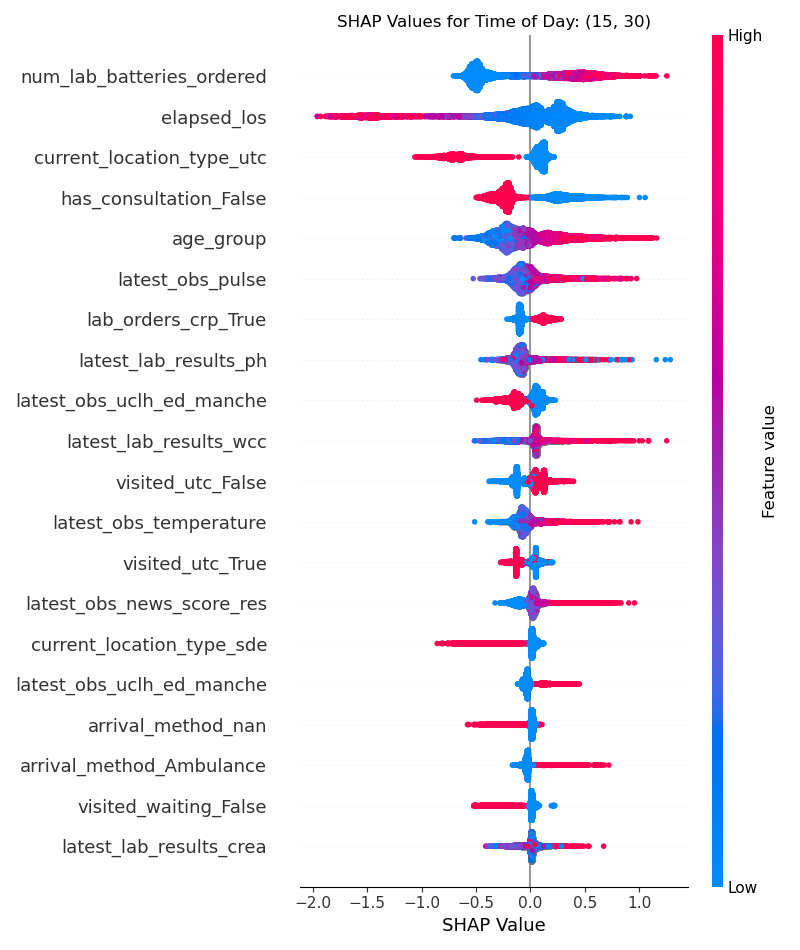 SHAP Values for Time of Day: (15, 30)
High
num_lab_batteries_ordered
elapsed_los
current_location_type_utc
has_consultation_False
age_group
latest_obs_pulse
lab_orders_crp_True
latest_lab_results_ph
latest_obs_uclh_ed_manche
latest_lab_results_wcc
visited_utc_False
latest_obs_temperature
visited_utc_True
latest_obs_news_score_res
current_location_type_sde
latest_obs_uclh_ed_manche
arrival_method_nan
arrival_method_Ambulance
visited_waiting_False
latest_lab_results_crea
Feature value
Low
−2.0 −1.5 −1.0 −0.5 0.0 0.5 1.0
SHAP Value